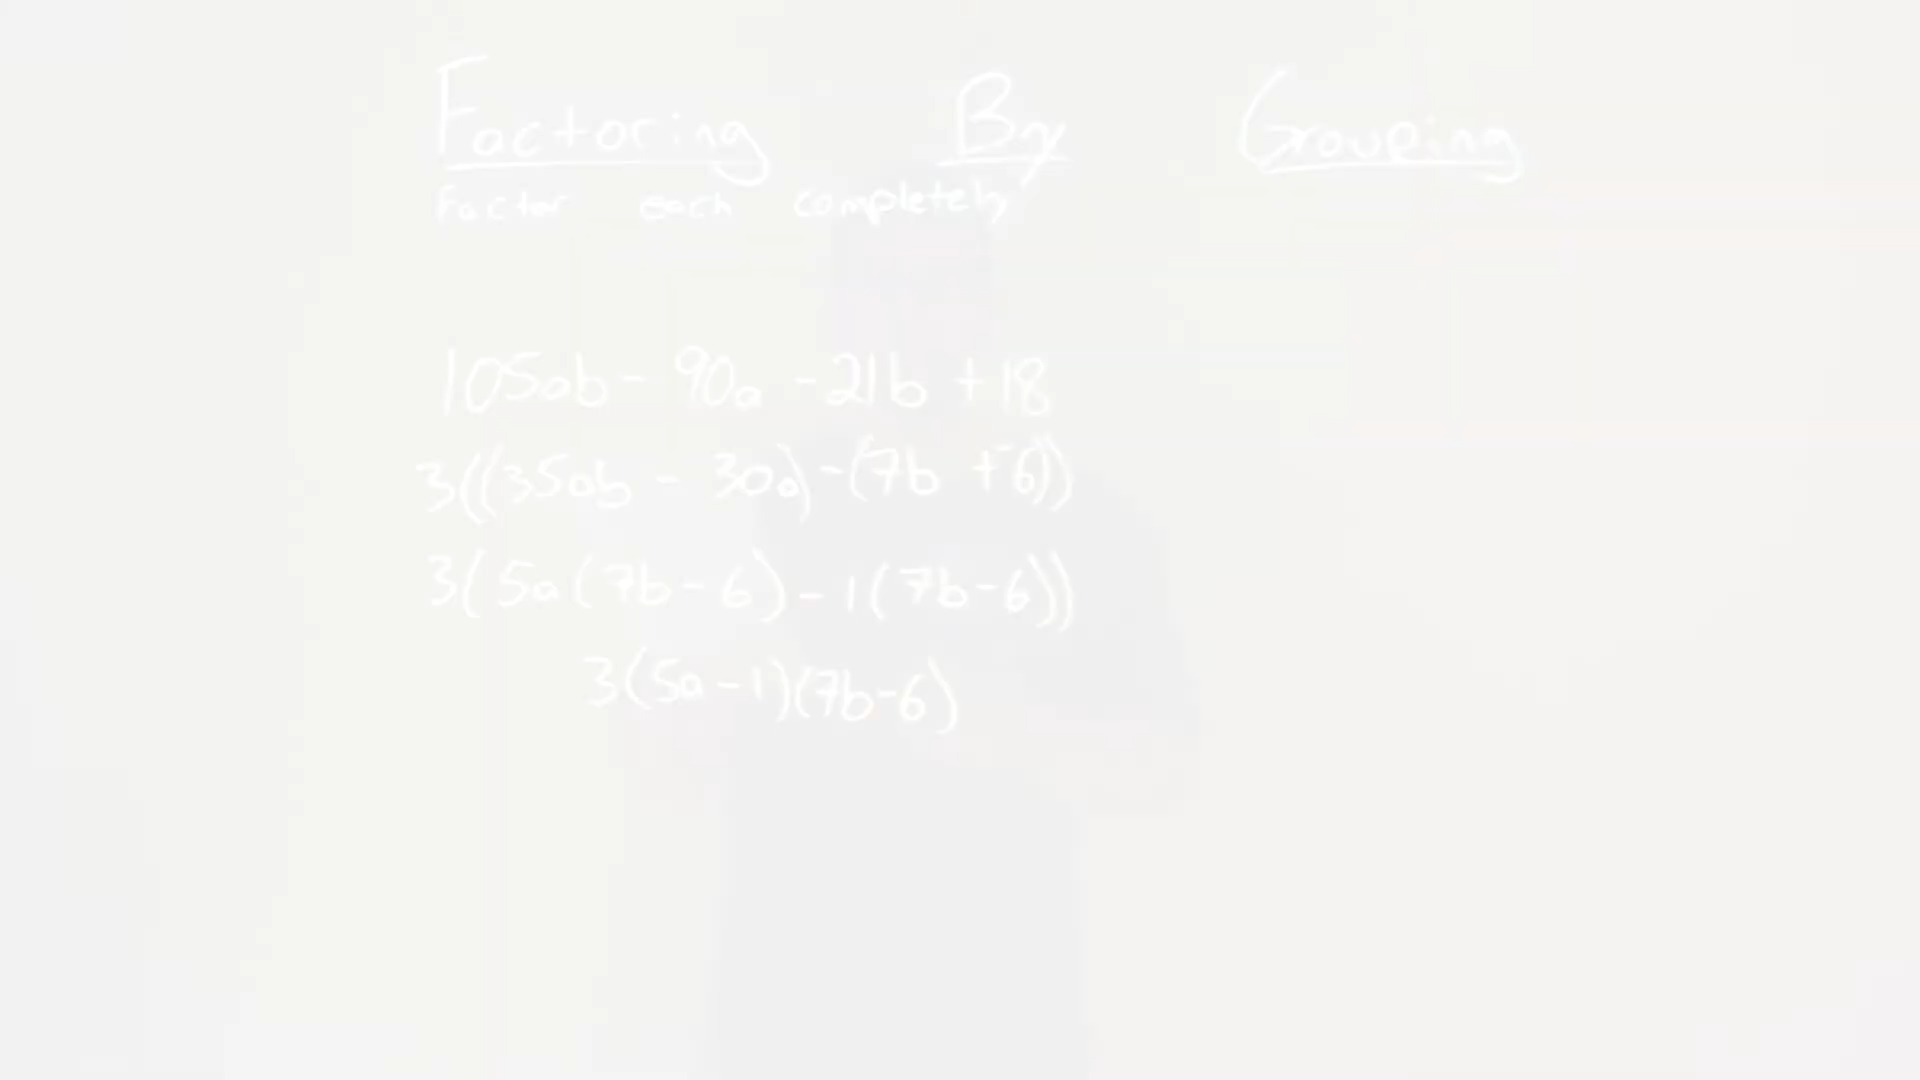 Factoring By Grouping
Factor each completely
105ab - 90a - 21b + 18
3((35ab - 30a) - (7b +- 6))
3(5a(7b - 6) - 1(7b - 6))
3(5a - 1)(7b - 6)